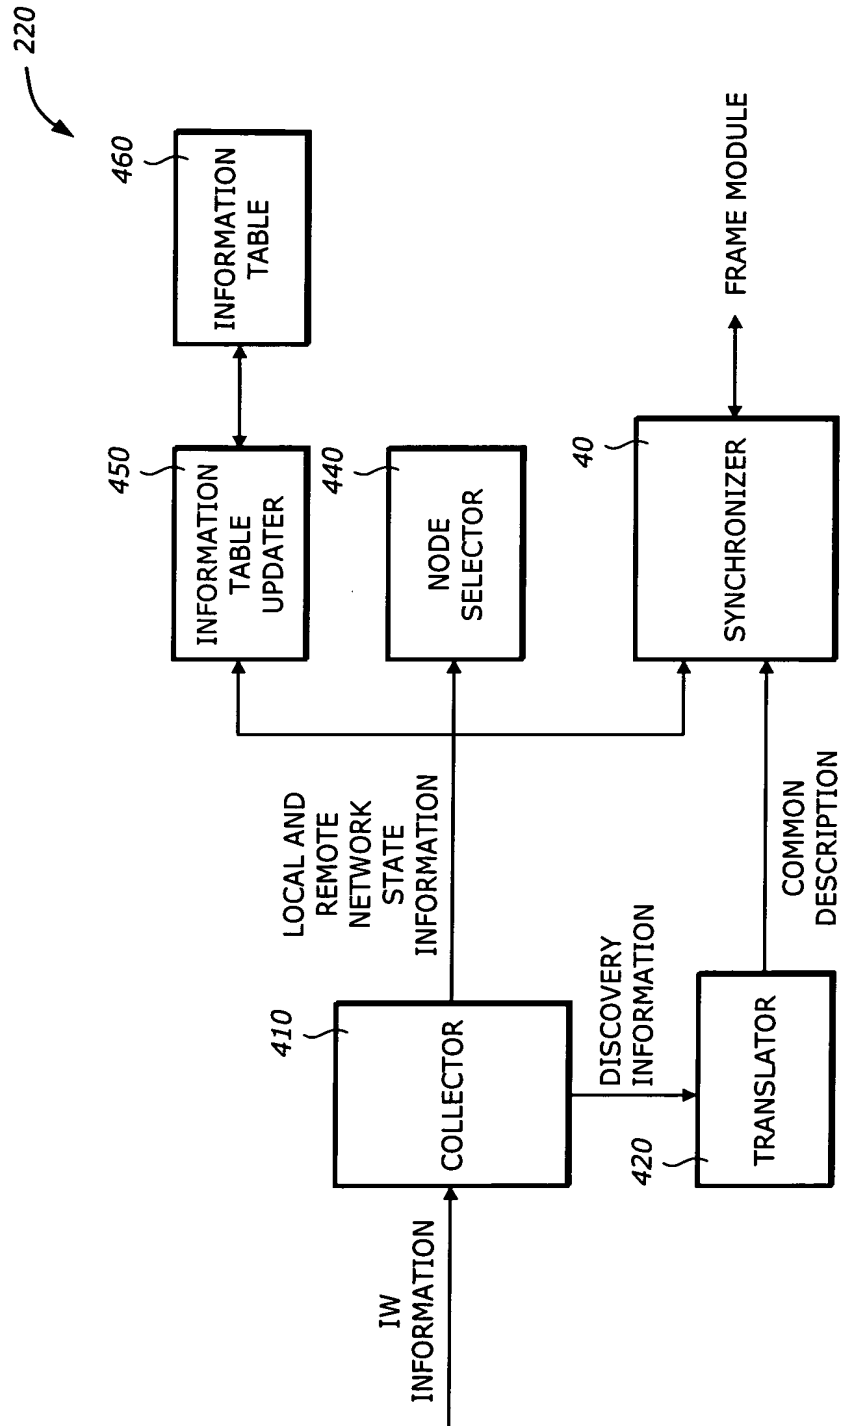 220
460
INFORMATION
TABLE
450
INFORMATION
TABLE
UPDATER
440
NODE
SELECTOR
40
SYNCHRONIZER
FRAME MODULE
LOCAL AND
REMOTE
NETWORK
STATE
INFORMATION
410
COLLECTOR
IW
INFORMATION
DISCOVERY
INFORMATION
420
TRANSLATOR
COMMON
DESCRIPTION